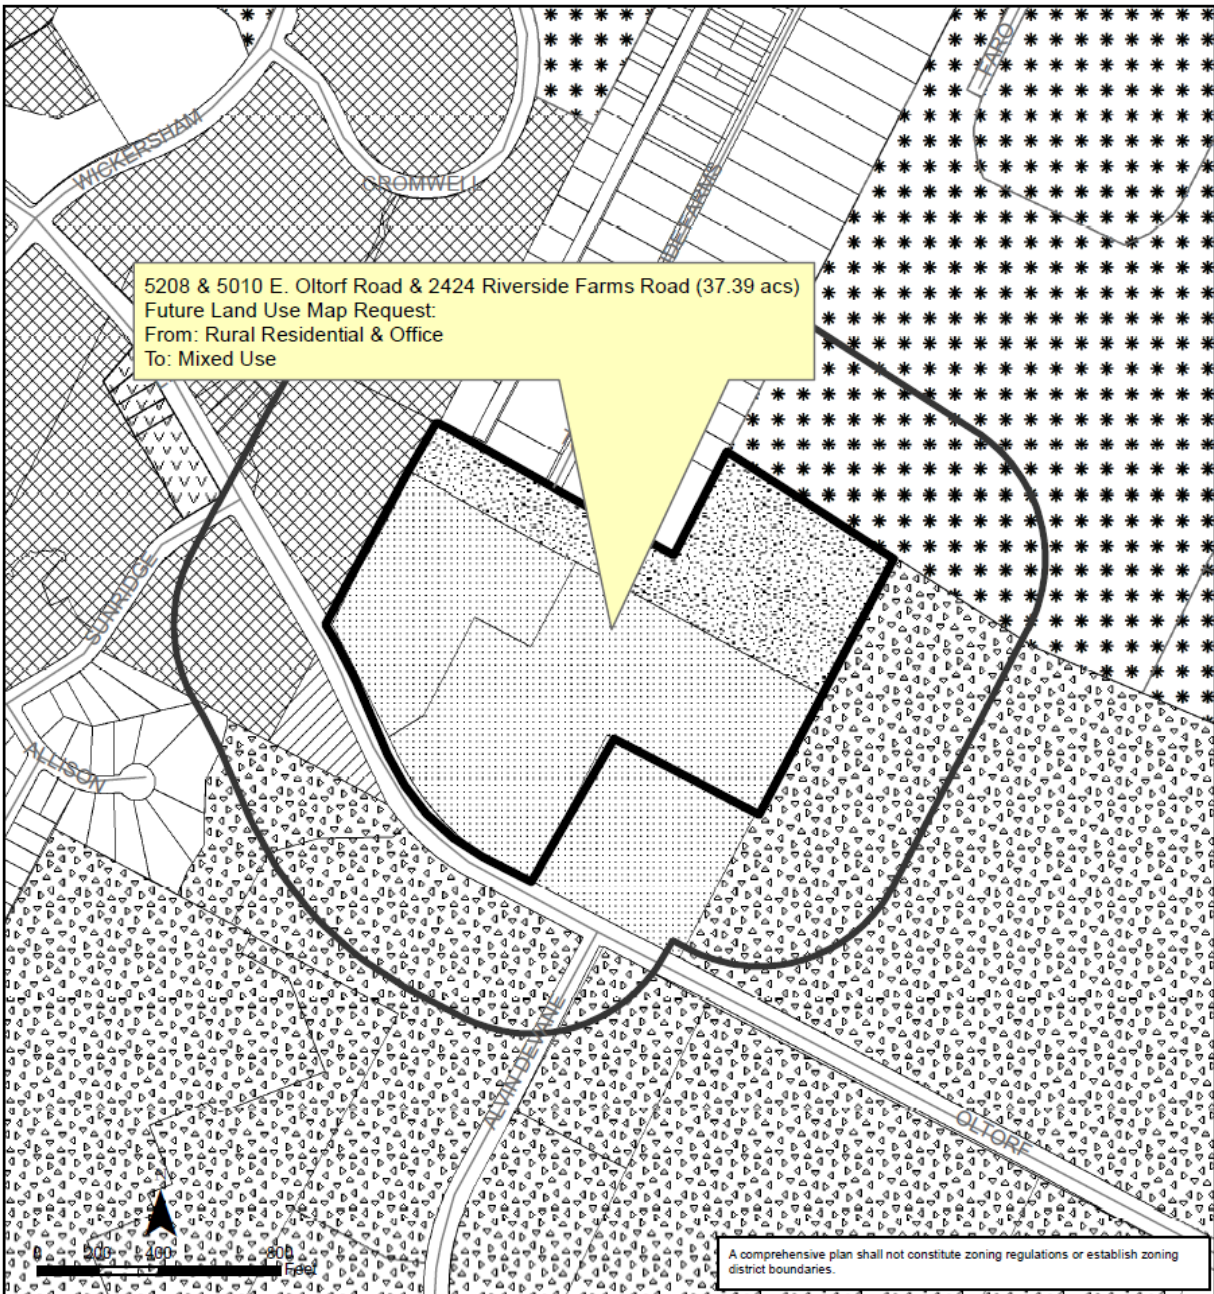 FARO
WICKERSHAM
CROMWELL
5208 & 5010 E. Oltorf Road & 2424 Riverside Farms Road (37.39 acs)
Future Land Use Map Request:
From: Rural Residential & Office
To: Mixed Use
SUNRIDGE
ALLISON
ALVIN DEVANE
OLTORF
0 200 400 800
Feet
A comprehensive plan shall not constitute zoning regulations or establish zoning
district boundaries.